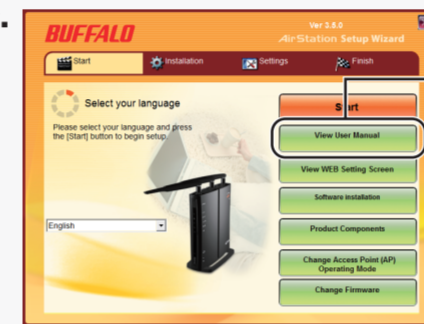 BUFFALO
Ver 3.8.0
AirStation Setup Wizard
Start
Installation
Settings
Finish
Select your language
Please select your language and press
the [Start] button to begin setup.
English
Start
View User Manual
View WEB Setting Screen
Software installation
Product Components
Change Access Point (AP)
Operating Mode
Change Firmware